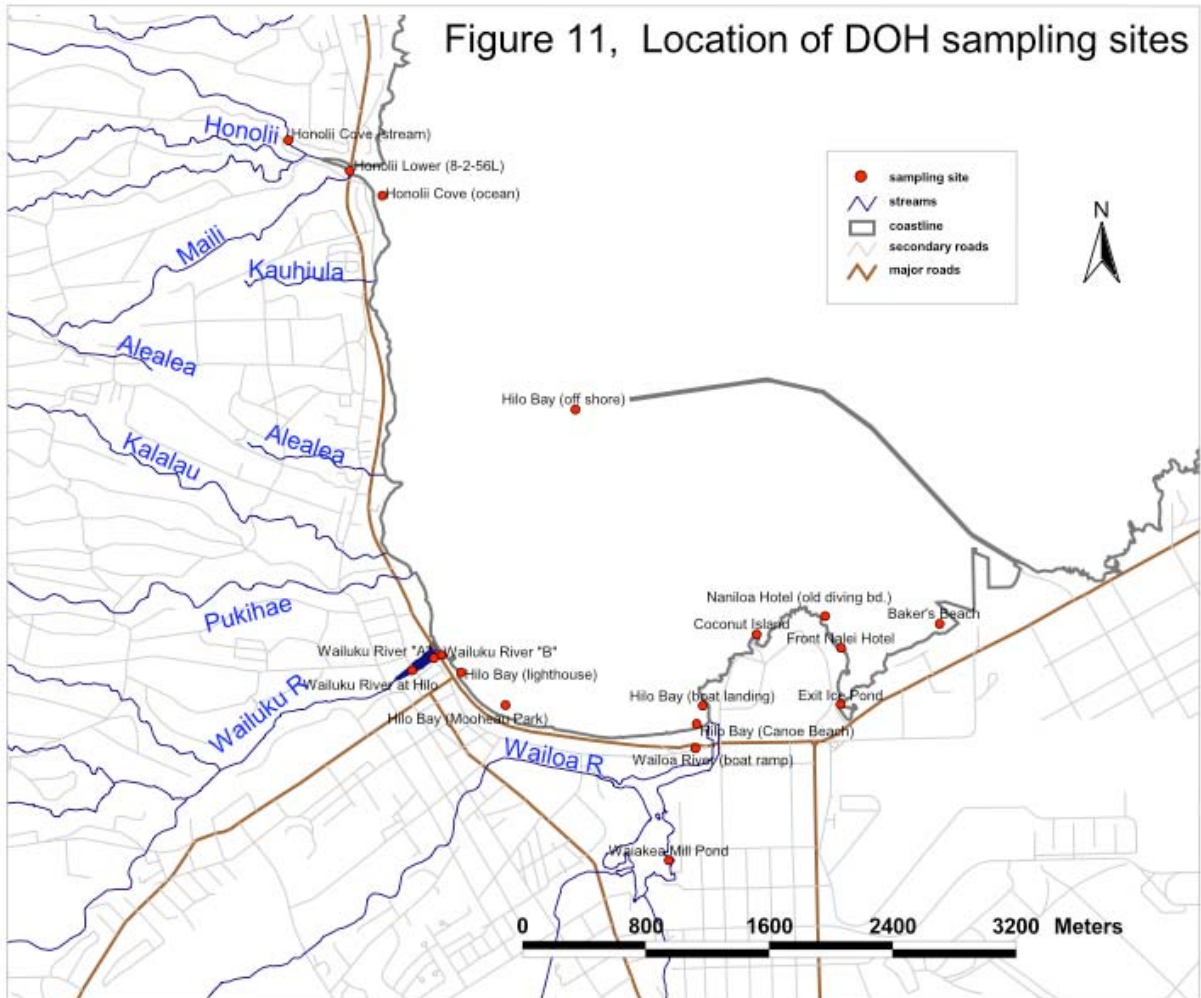 Figure 11, Location of DOH sampling sites
Honolii
Honolii Cove (stream)
Honolii Lower (8-2-56L)
Honolii Cove (ocean)
sampling site
streams
coastline
secondary roads
major roads
N
Maili
Kauhiula
Alealea
Hilo Bay (off shore)
Alealea
Kalalau
Pukihae
Naniloa Hotel (old diving bd.)
Coconut Island
Baker's Beach
Front Nalei Hotel
Wailuku River "A"
Wailuku River "B"
Hilo Bay (lighthouse)
Wailuku River at Hilo
Wailuku R
Hilo Bay (boat landing)
Exit Ice Pond
Hilo Bay (Mooheau Park)
Hilo Bay (Canoe Beach)
Wailoa R
Wailoa River (boat ramp)
Waiakea Mill Pond
0 800 1600 2400 3200 Meters